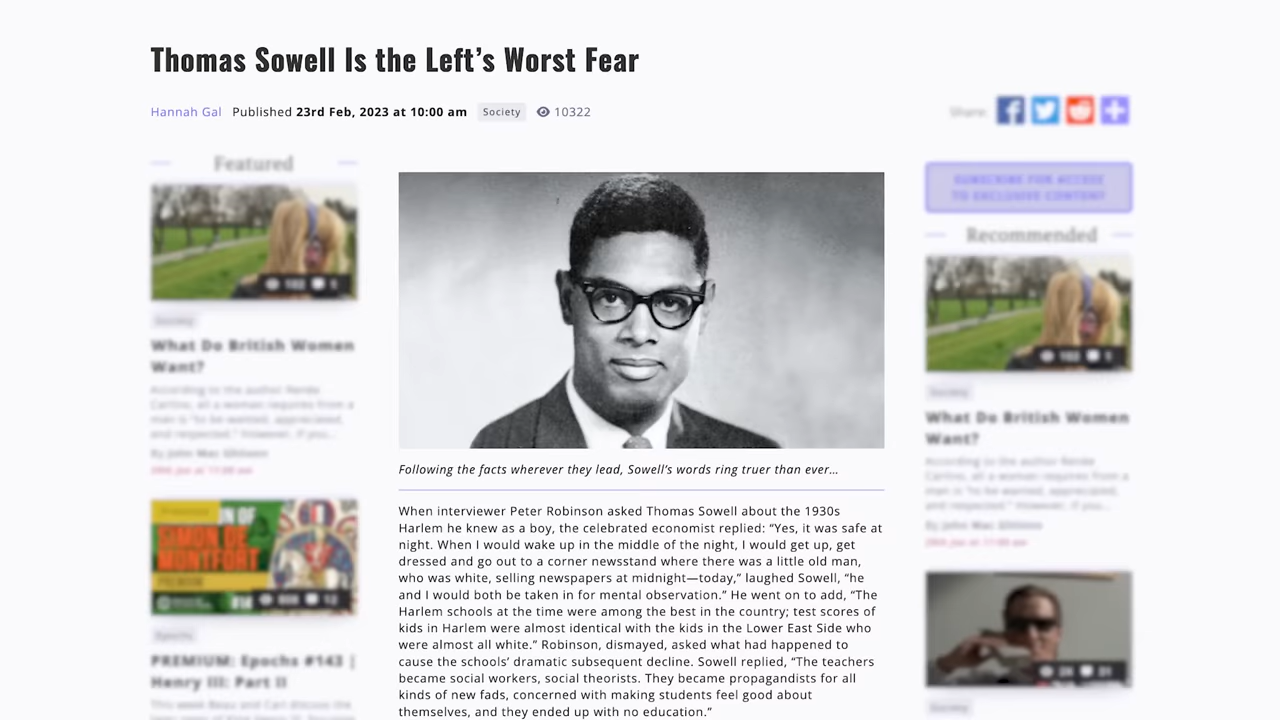 Thomas Sowell Is the Left’s Worst Fear
Hannah Gal Published 23rd Feb, 2023 at 10:00 am Society 10322
Share:
Featured
SUBSCRIBE FOR ACCESS
TO EXCLUSIVE CONTENT
Recommended
Society
What Do British Women
Want?
According to the author Renée
Carlino, all a woman requires from a
man is “to be wanted, appreciated,
and respected.” However, if you...
SIMON DE
MONTFORT
PREMIUM
Epochs
PREMIUM: Epochs #143 |
Henry III: Part II
Following the facts wherever they lead, Sowell’s words ring truer than ever…
When interviewer Peter Robinson asked Thomas Sowell about the 1930s
Harlem he knew as a boy, the celebrated economist replied: “Yes, it was safe at
night. When I would wake up in the middle of the night, I would get up, get
dressed and go out to a corner newsstand where there was a little old man,
who was white, selling newspapers at midnight—today,” laughed Sowell, “he
and I would both be taken in for mental observation.” He went on to add, “The
Harlem schools at the time were among the best in the country; test scores of
kids in Harlem were almost identical with the kids in the Lower East Side who
were almost all white.” Robinson, dismayed, asked what had happened to
cause the schools’ dramatic subsequent decline. Sowell replied, “The teachers
became social workers, social theorists. They became propagandists for all
kinds of new fads, concerned with making students feel good about
themselves, and they ended up with no education.”
Society
What Do British Women
Want?
According to the author Renée
Carlino, all a woman requires from a
man is “to be wanted, appreciated,
and respected.” However, if you...
Society